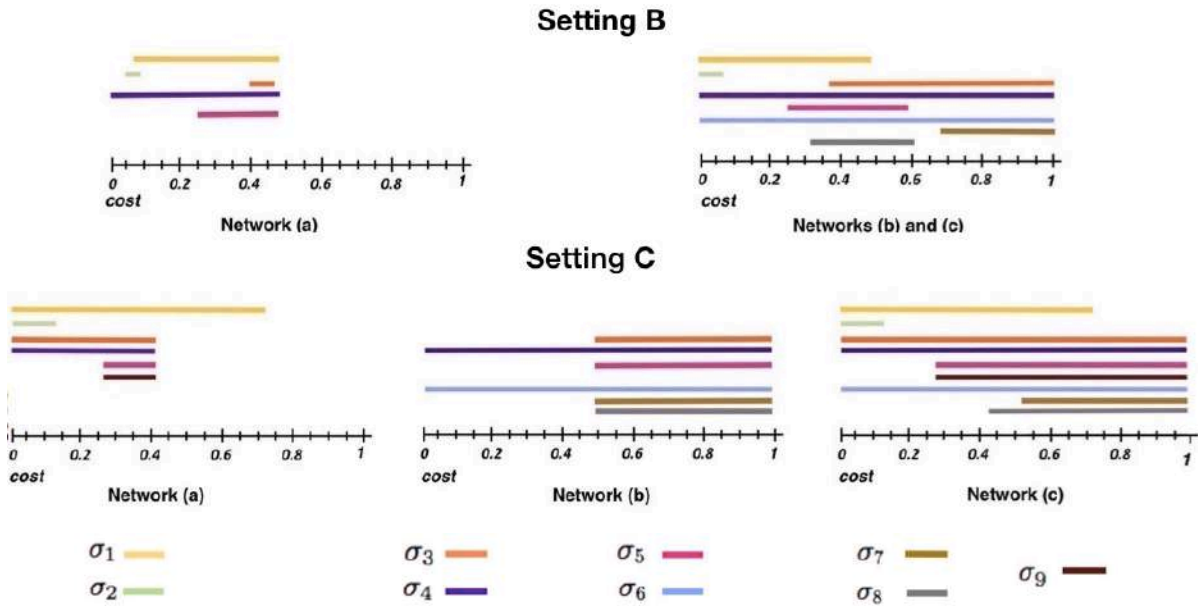 Setting B
0 0.2 0.4 0.6 0.8 1
cost
Network (a)
0 0.2 0.4 0.6 0.8 1
cost
Networks (b) and (c)
Setting C
0 0.2 0.4 0.6 0.8 1
cost
Network (a)
0 0.2 0.4 0.6 0.8 1
cost
Network (b)
0 0.2 0.4 0.6 0.8 1
cost
Network (c)
σ1 σ3 σ5 σ7 σ9
σ2 σ4 σ6 σ8